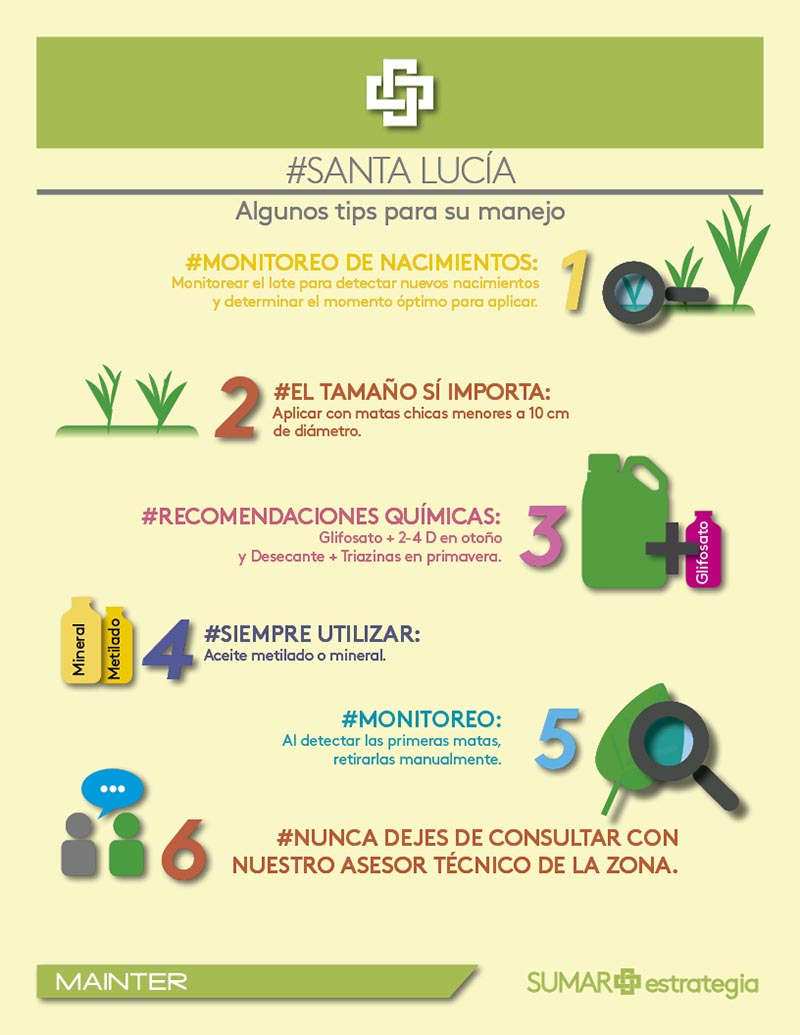 #SANTA LUCÍA
Algunos tips para su manejo
#MONITOREO DE NACIMIENTOS:
Monitorear el lote para detectar nuevos nacimientos
y determinar el momento óptimo para aplicar.
1
2
#EL TAMAÑO SÍ IMPORTA:
Aplicar con matas chicas menores a 10 cm
de diámetro.
#RECOMENDACIONES QUÍMICAS:
Glifosato + 2-4 D en otoño
y Desecante + Triazinas en primavera.
3
+
Glifosato
Mineral
Metilado
4
#SIEMPRE UTILIZAR:
Aceite metilado o mineral.
#MONITOREO:
Al detectar las primeras matas,
retirarlas manualmente.
5
6
#NUNCA DEJES DE CONSULTAR CON
NUESTRO ASESOR TÉCNICO DE LA ZONA.
MAINTER
SUMAR estrategia